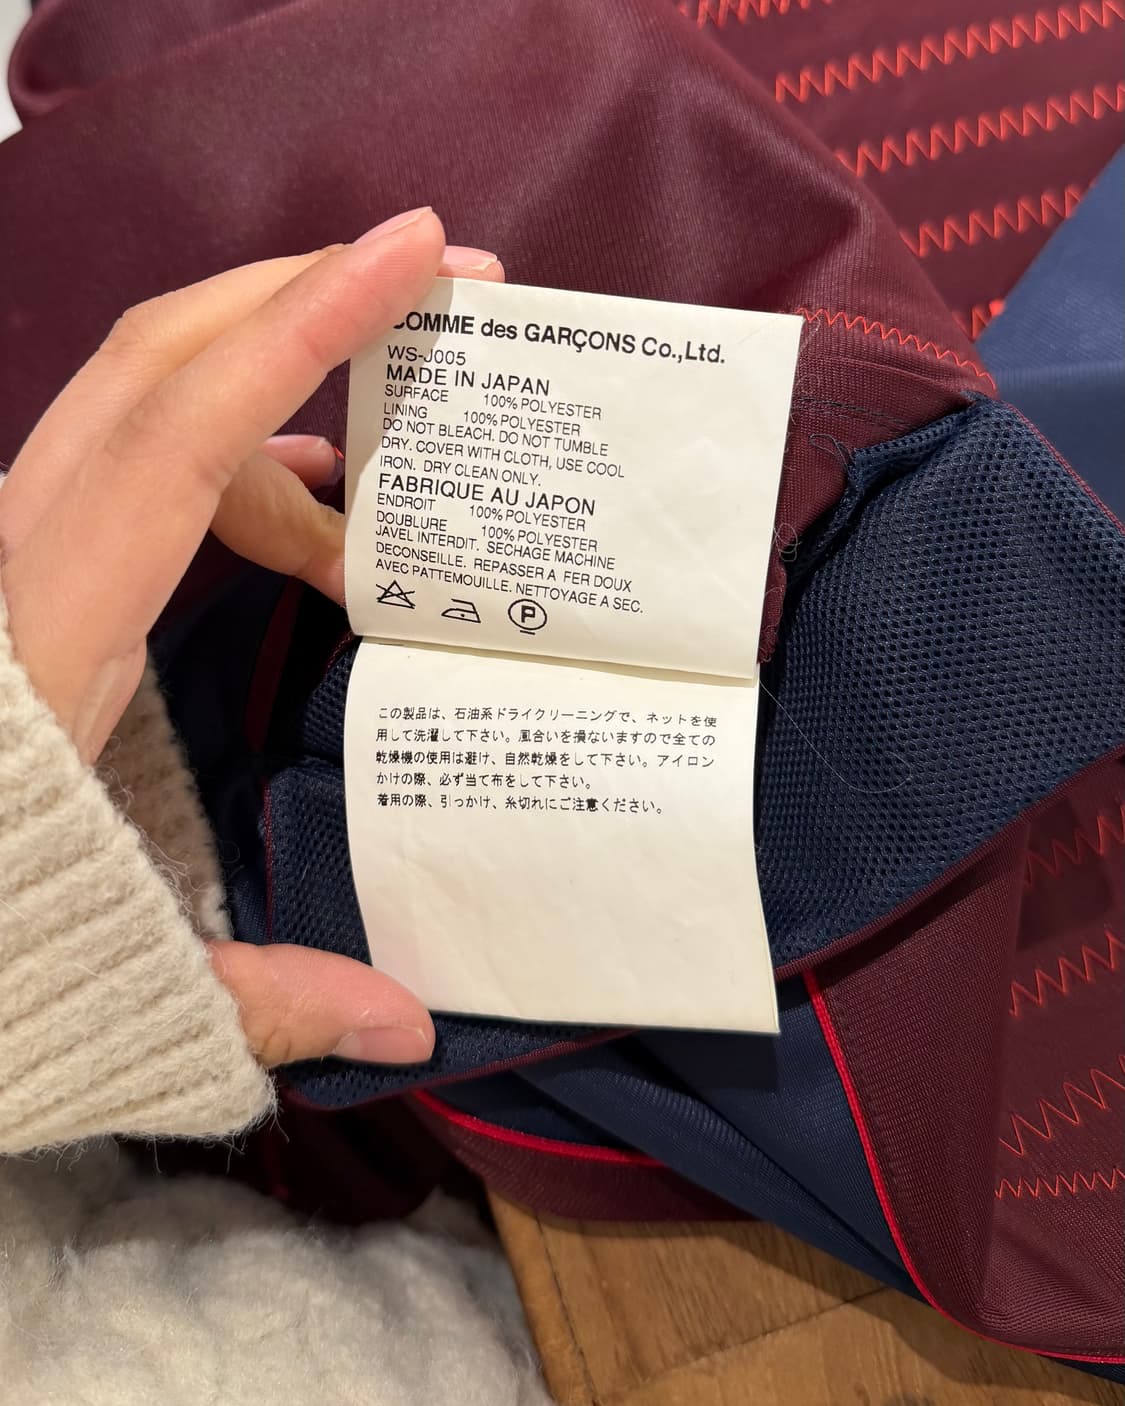 COMME des GARÇONS Co.,Ltd.
WS-J005
MADE IN JAPAN
SURFACE 100% POLYESTER
LINING 100% POLYESTER
DO NOT BLEACH. DO NOT TUMBLE
DRY. COVER WITH CLOTH, USE COOL
IRON. DRY CLEAN ONLY.
FABRIQUE AU JAPON
ENDROIT 100% POLYESTER
DOUBLURE 100% POLYESTER
JAVEL INTERDIT. SECHAGE MACHINE
DECONSEILLE. REPASSER A FER DOUX
AVEC PATTEMOUILLE. NETTOYAGE A SEC.
P
この製品は、石油系ドライクリーニングで、ネットを使
用して洗濯して下さい。風合いを損ないますので全ての
乾燥機の使用は避け、自然乾燥をして下さい。アイロン
かけの際、必ず当て布をして下さい。
着用の際、引っかけ、糸切れにご注意ください。